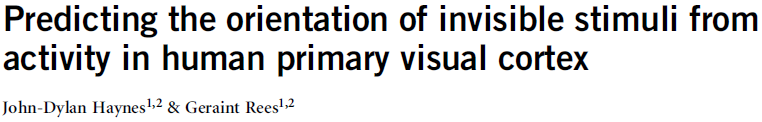 Predicting the orientation of invisible stimuli from
activity in human primary visual cortex
John-Dylan Haynes1,2 & Geraint Rees1,2